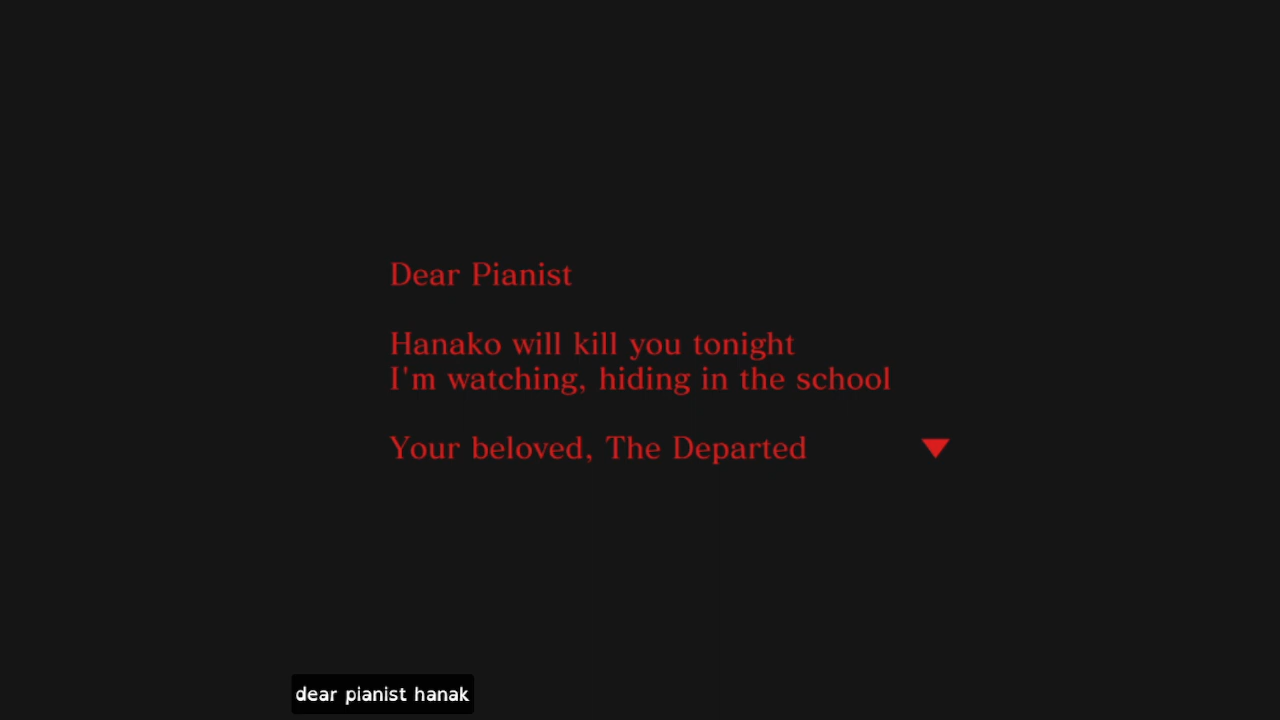 Dear Pianist
Hanako will kill you tonight
I'm watching, hiding in the school
Your beloved, The Departed
dear pianist hanak